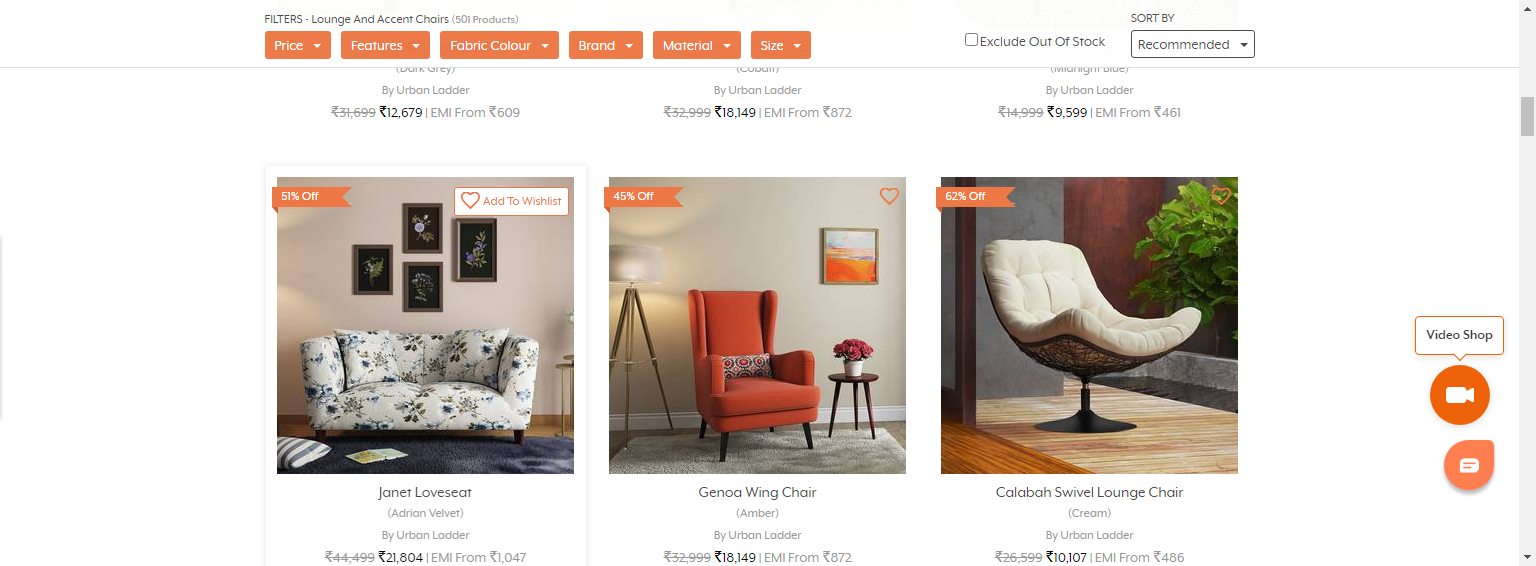 FILTERS - Lounge And Accent Chairs (501 Products)
SORT BY
Price Features Fabric Colour Brand Material Size
Exclude Out Of Stock
Recommended
(Dark Grey) (Cobalt) (Midnight Blue)
By Urban Ladder By Urban Ladder By Urban Ladder
₹31,699 ₹12,679 | EMI From ₹609 ₹32,999 ₹18,149 | EMI From ₹872 ₹14,999 ₹9,599 | EMI From ₹461
51% Off Add To Wishlist 45% Off 62% Off
Video Shop
Janet Loveseat Genoa Wing Chair Calabah Swivel Lounge Chair
(Adrian Velvet) (Amber) (Cream)
By Urban Ladder By Urban Ladder By Urban Ladder
₹44,499 ₹21,804 | EMI From ₹1,047 ₹32,999 ₹18,149 | EMI From ₹872 ₹26,599 ₹10,107 | EMI From ₹486